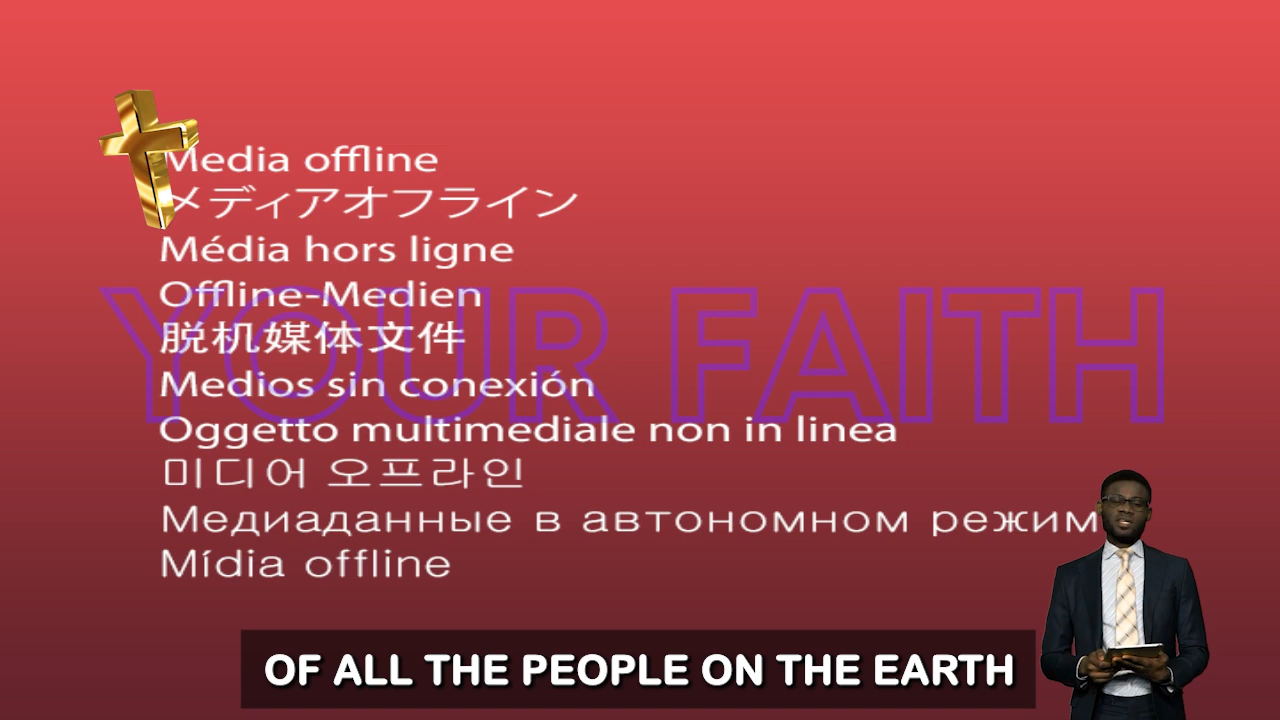 Media offline
メディアオフライン
Média hors ligne
Offline-Medien
YOUR FAITH
脱机媒体文件
Medios sin conexión
Oggetto multimediale non in linea
미디어 오프라인
Медиаданные в автономном режим
Mídia offline
OF ALL THE PEOPLE ON THE EARTH